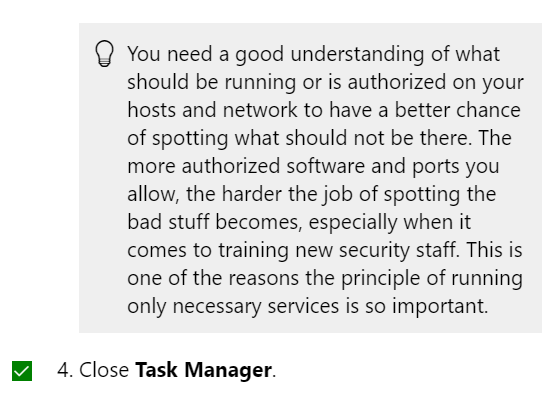 You need a good understanding of what
should be running or is authorized on your
hosts and network to have a better chance
of spotting what should not be there. The
more authorized software and ports you
allow, the harder the job of spotting the
bad stuff becomes, especially when it
comes to training new security staff. This is
one of the reasons the principle of running
only necessary services is so important.
4. Close Task Manager.